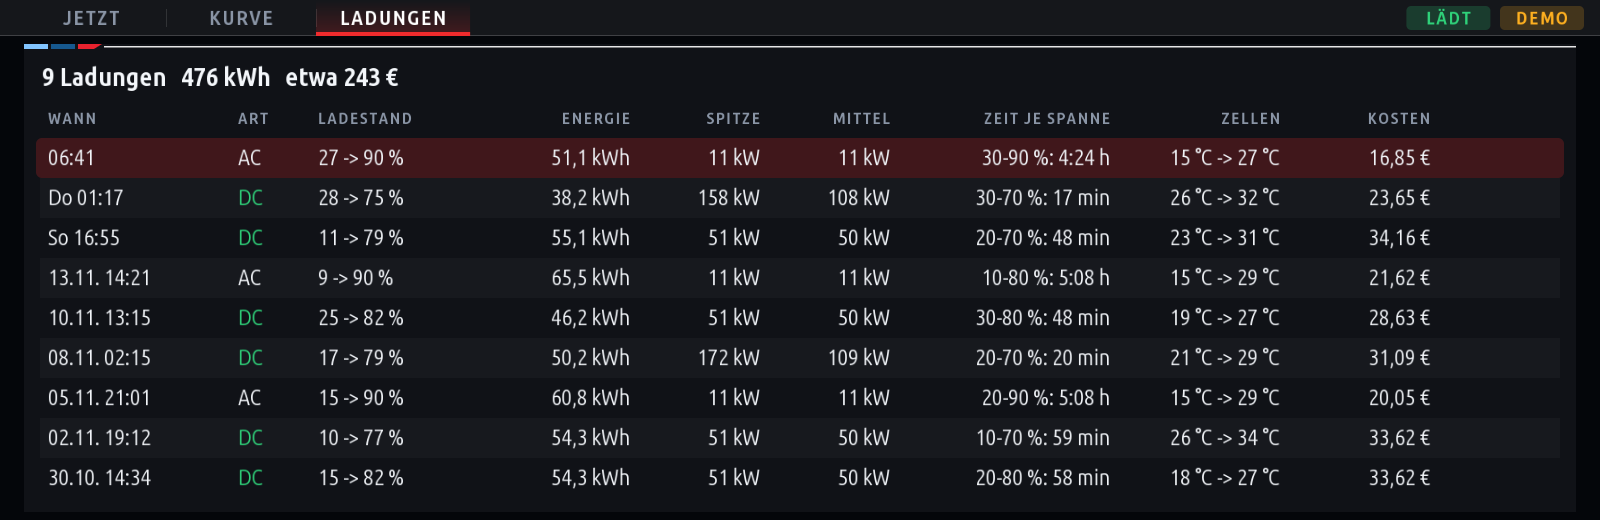 JETZT KURVE LADUNGEN LÄDT DEMO
9 Ladungen 476 kWh etwa 243 €
WANN ART LADESTAND ENERGIE SPITZE MITTEL ZEIT JE SPANNE ZELLEN KOSTEN
06:41 AC 27 -> 90 % 51,1 kWh 11 kW 11 kW 30-90 %: 4:24 h 15 °C -> 27 °C 16,85 €
Do 01:17 DC 28 -> 75 % 38,2 kWh 158 kW 108 kW 30-70 %: 17 min 26 °C -> 32 °C 23,65 €
So 16:55 DC 11 -> 79 % 55,1 kWh 51 kW 50 kW 20-70 %: 48 min 23 °C -> 31 °C 34,16 €
13.11. 14:21 AC 9 -> 90 % 65,5 kWh 11 kW 11 kW 10-80 %: 5:08 h 15 °C -> 29 °C 21,62 €
10.11. 13:15 DC 25 -> 82 % 46,2 kWh 51 kW 50 kW 30-80 %: 48 min 19 °C -> 27 °C 28,63 €
08.11. 02:15 DC 17 -> 79 % 50,2 kWh 172 kW 109 kW 20-70 %: 20 min 21 °C -> 29 °C 31,09 €
05.11. 21:01 AC 15 -> 90 % 60,8 kWh 11 kW 11 kW 20-90 %: 5:08 h 15 °C -> 29 °C 20,05 €
02.11. 19:12 DC 10 -> 77 % 54,3 kWh 51 kW 50 kW 10-70 %: 59 min 26 °C -> 34 °C 33,62 €
30.10. 14:34 DC 15 -> 82 % 54,3 kWh 51 kW 50 kW 20-80 %: 58 min 18 °C -> 27 °C 33,62 €